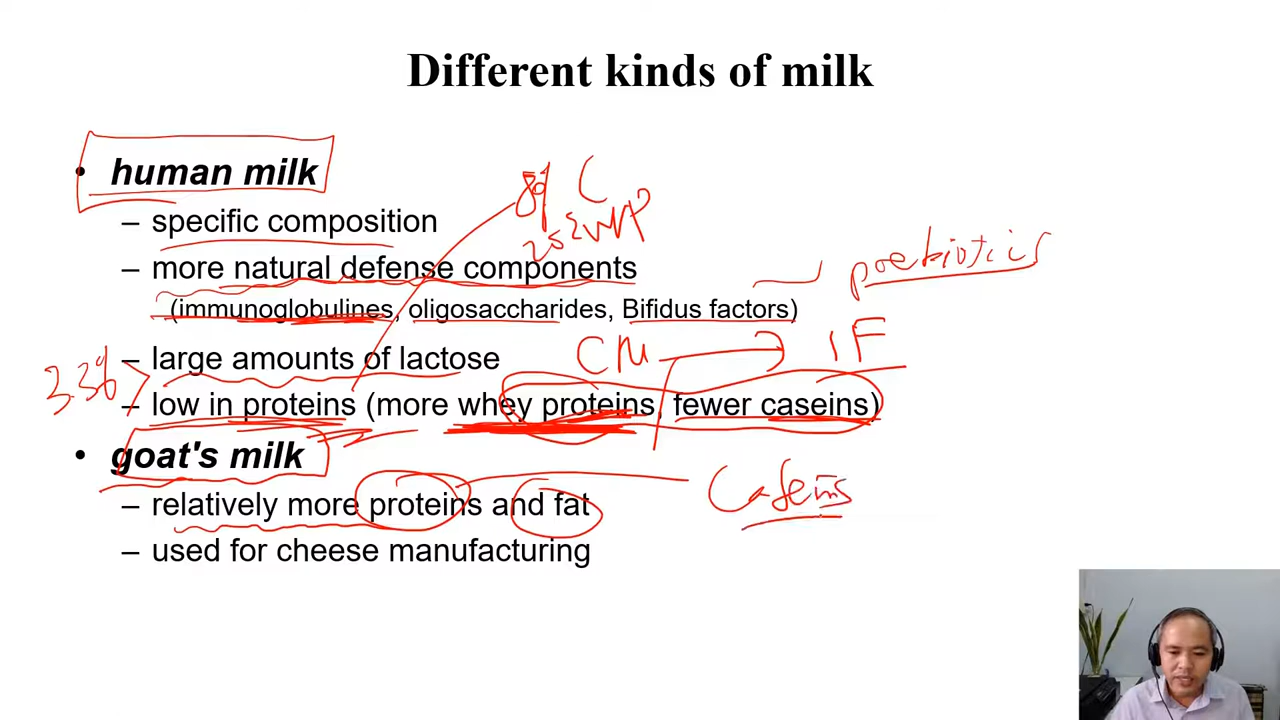 Different kinds of milk
• human milk
– specific composition
– more natural defense components
(immunoglobulines, oligosaccharides, Bifidus factors)
– large amounts of lactose
– low in proteins (more whey proteins, fewer caseins)
• goat's milk
– relatively more proteins and fat
– used for cheese manufacturing
C
CM
IF
3.3%